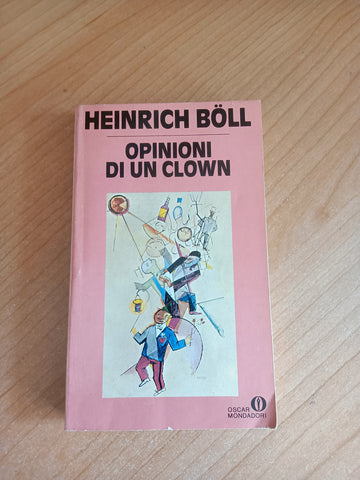 HEINRICH BÖLL
OPINIONI
DI UN CLOWN
OSCAR
MONDADORI